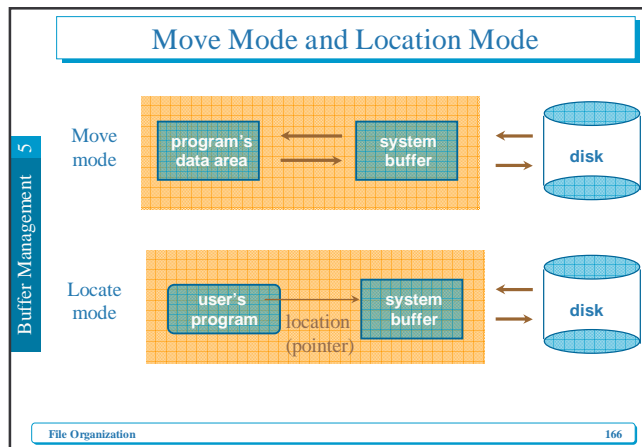 Move Mode and Location Mode
Buffer Management 5
Move
mode
program's
data area
system
buffer
disk
Locate
mode
user's
program
location
(pointer)
system
buffer
disk
File Organization 166